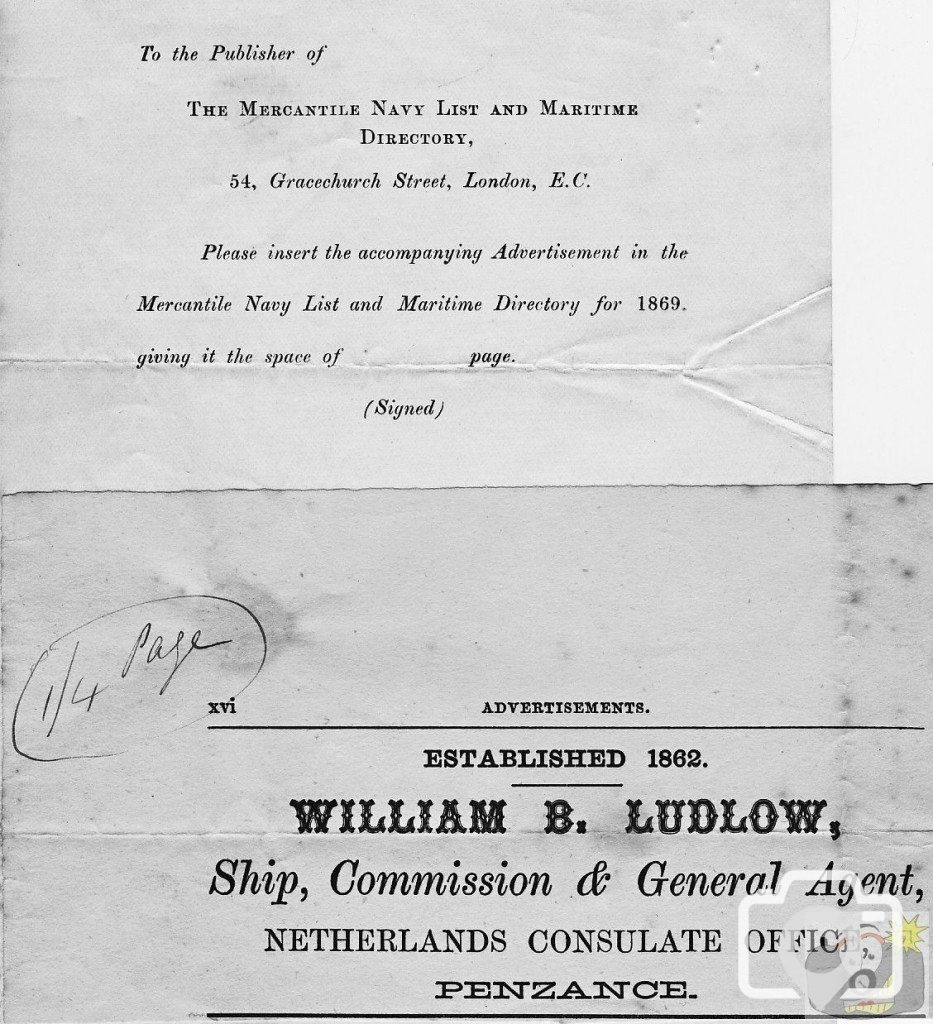 To the Publisher of
THE MERCANTILE NAVY LIST AND MARITIME
DIRECTORY,
54, Gracechurch Street, London, E.C.
Please insert the accompanying Advertisement in the
Mercantile Navy List and Maritime Directory for 1869.
giving it the space of page.
(Signed)
1/4 Page
xvi ADVERTISEMENTS.
ESTABLISHED 1862.
WILLIAM B. LUDLOW,
Ship, Commission & General Agent,
NETHERLANDS CONSULATE OFFICE,
PENZANCE.